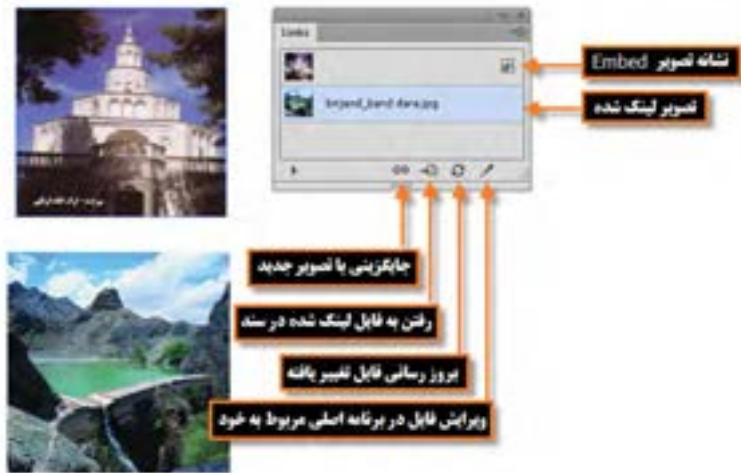 Links
نشانه تصویر Embed
birjand_band dara.jpg
تصویر لینک شده
جایگزینی با تصویر جدید
رفتن به فایل لینک شده در سند
بروز رسانی فایل تغییر یافته
ویرایش فایل در برنامه اصلی مربوط به خود